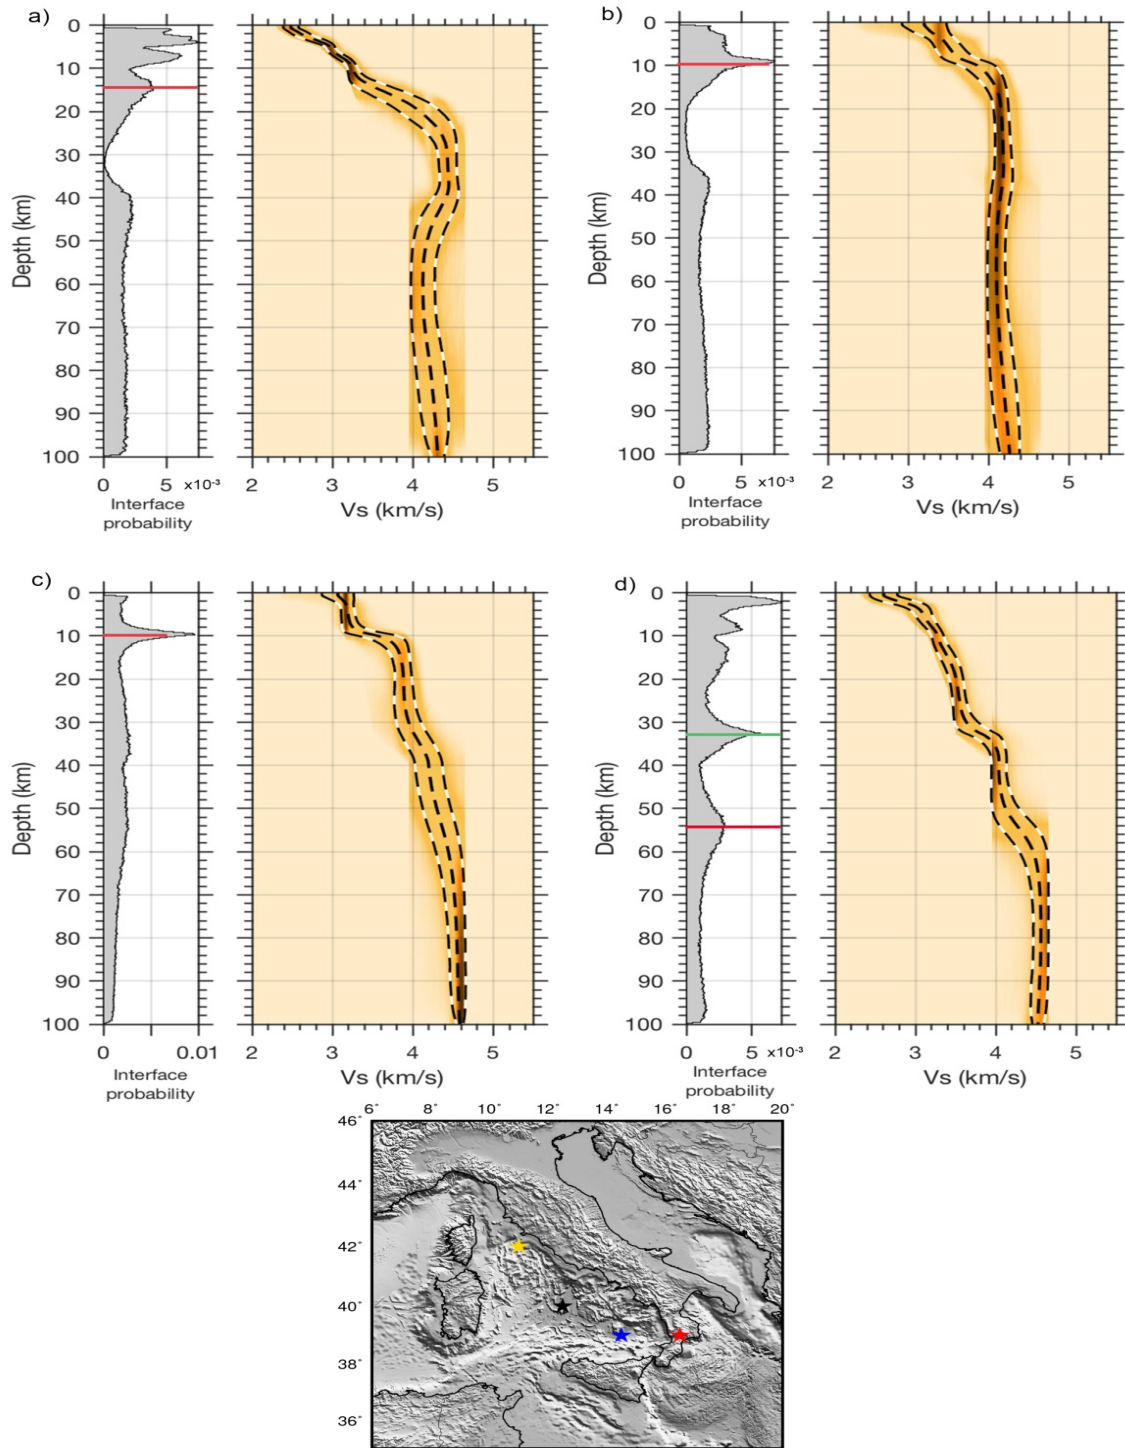 a)
0
10
20
30
40
50
60
70
80
90
100
Depth (km)
0 5 x10⁻³
Interface
probability
2 3 4 5
Vs (km/s)
b)
0
10
20
30
40
50
60
70
80
90
100
Depth (km)
0 5 x10⁻³
Interface
probability
2 3 4 5
Vs (km/s)
c)
0
10
20
30
40
50
60
70
80
90
100
Depth (km)
0 0.01
Interface
probability
2 3 4 5
Vs (km/s)
d)
0
10
20
30
40
50
60
70
80
90
100
Depth (km)
0 5 x10⁻³
Interface
probability
2 3 4 5
Vs (km/s)
6° 8° 10° 12° 14° 16° 18° 20°
46°
44°
42°
40°
38°
36°